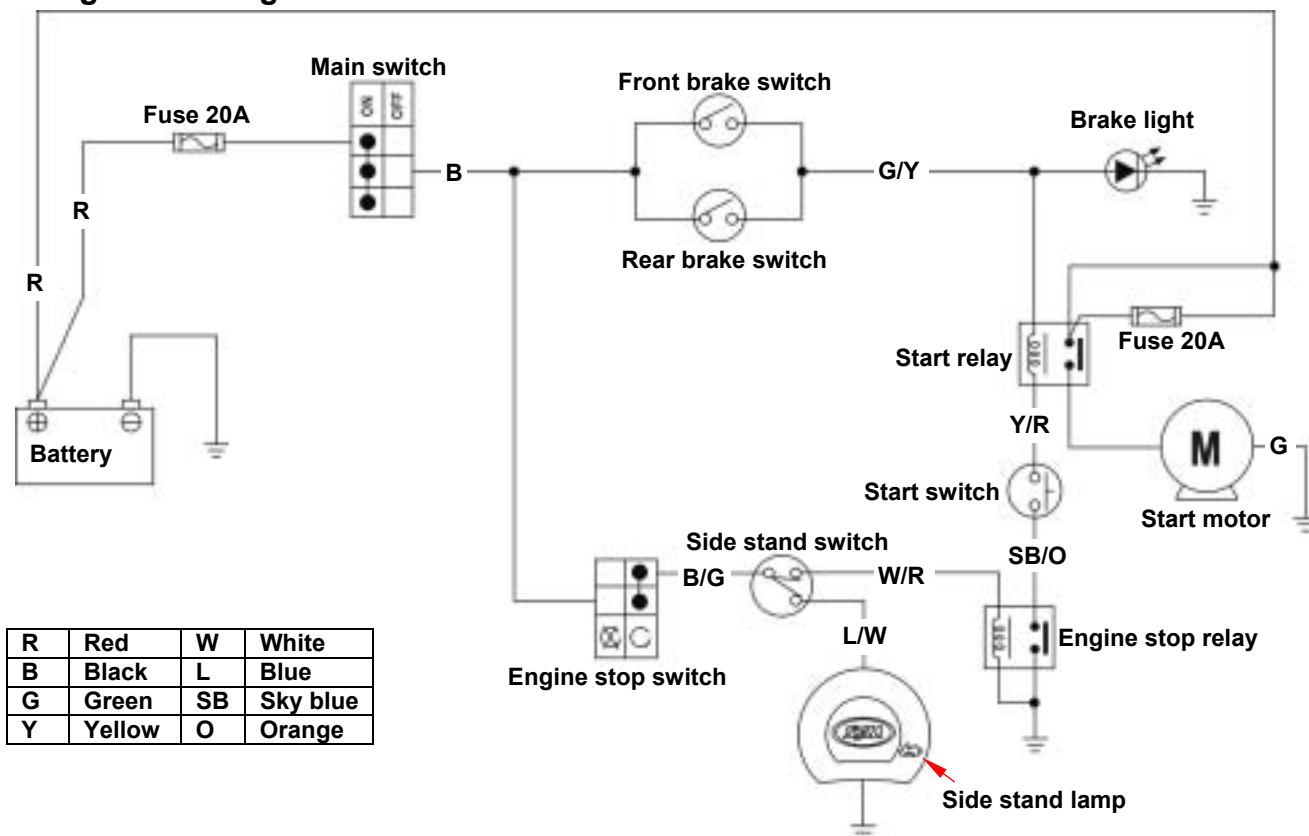 Main switch
ON
OFF
Fuse 20A
Front brake switch
Brake light
B
G/Y
R
Rear brake switch
R
Fuse 20A
Start relay
Y/R
Battery
M
G
Start switch
Start motor
Side stand switch
SB/O
B/G
W/R
L/W
Engine stop relay
Engine stop switch
R Red W White
B Black L Blue
G Green SB Sky blue
Y Yellow O Orange
SYM
Side stand lamp